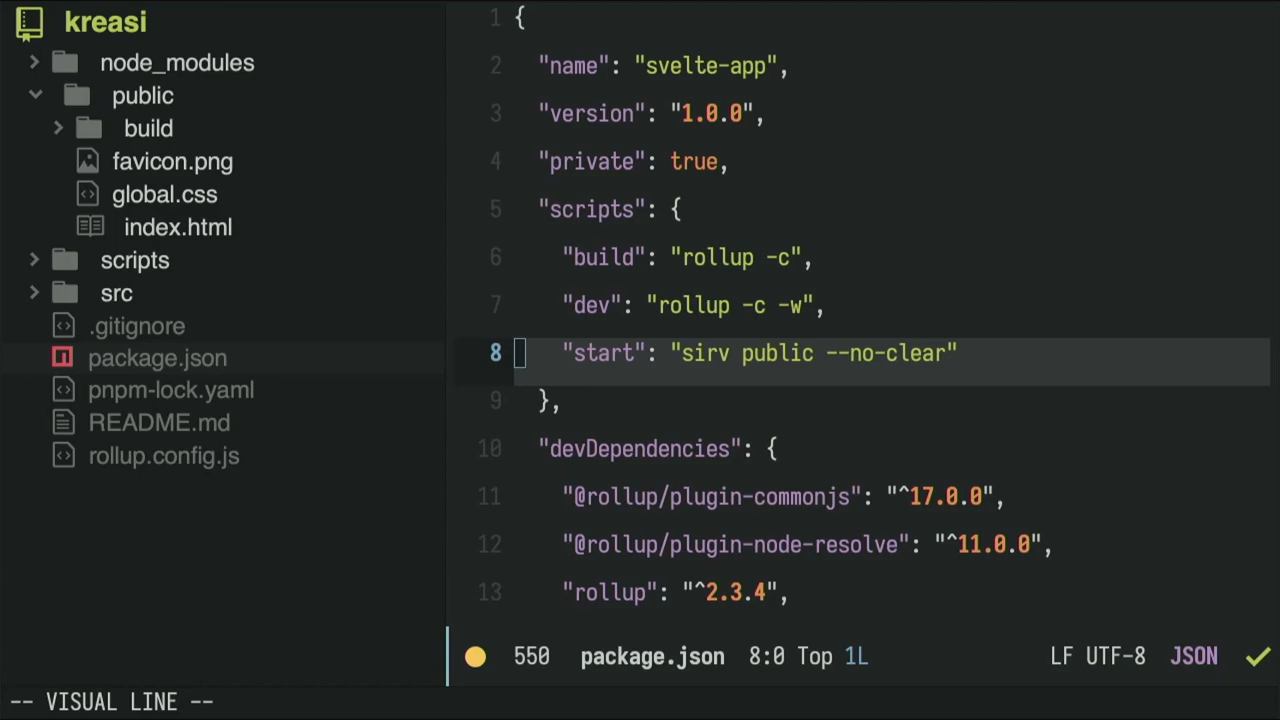 kreasi
node_modules
public
build
favicon.png
global.css
index.html
scripts
src
.gitignore
package.json
pnpm-lock.yaml
README.md
rollup.config.js
1 {
2 "name": "svelte-app",
3 "version": "1.0.0",
4 "private": true,
5 "scripts": {
6 "build": "rollup -c",
7 "dev": "rollup -c -w",
8 "start": "sirv public --no-clear"
9 },
10 "devDependencies": {
11 "@rollup/plugin-commonjs": "^17.0.0",
12 "@rollup/plugin-node-resolve": "^11.0.0",
13 "rollup": "^2.3.4",
550 package.json 8:0 Top 1L LF UTF-8 JSON
-- VISUAL LINE --